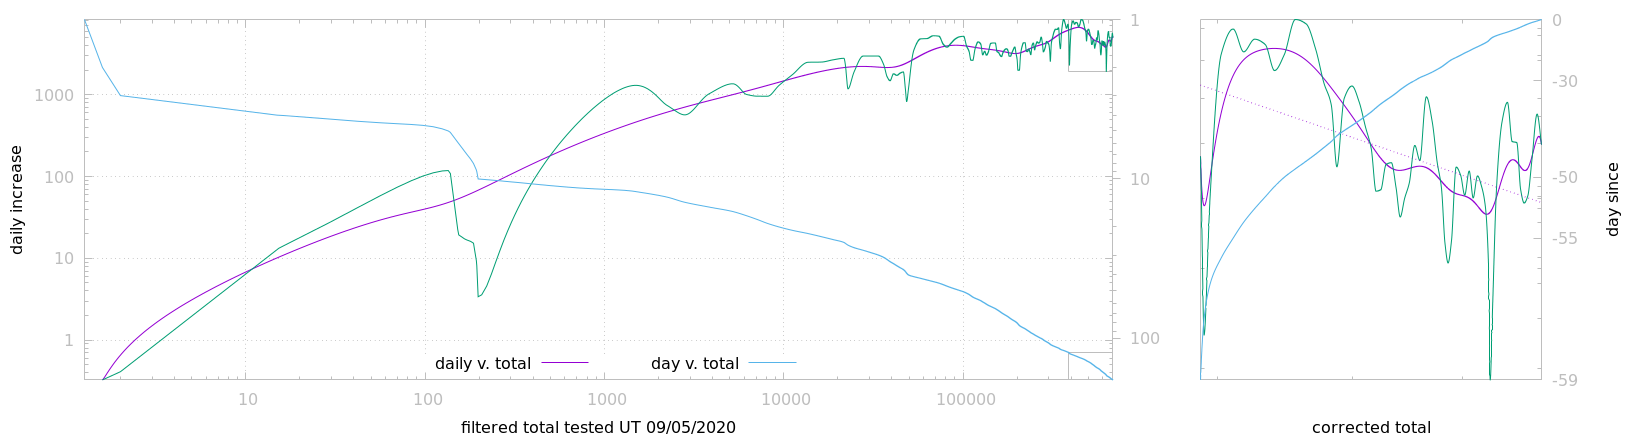 daily increase
1000
100
10
1
daily v. total
day v. total
10
100
1000
10000
100000
filtered total tested UT 09/05/2020
1
10
100
0
-30
-50
-55
-59
day since
corrected total